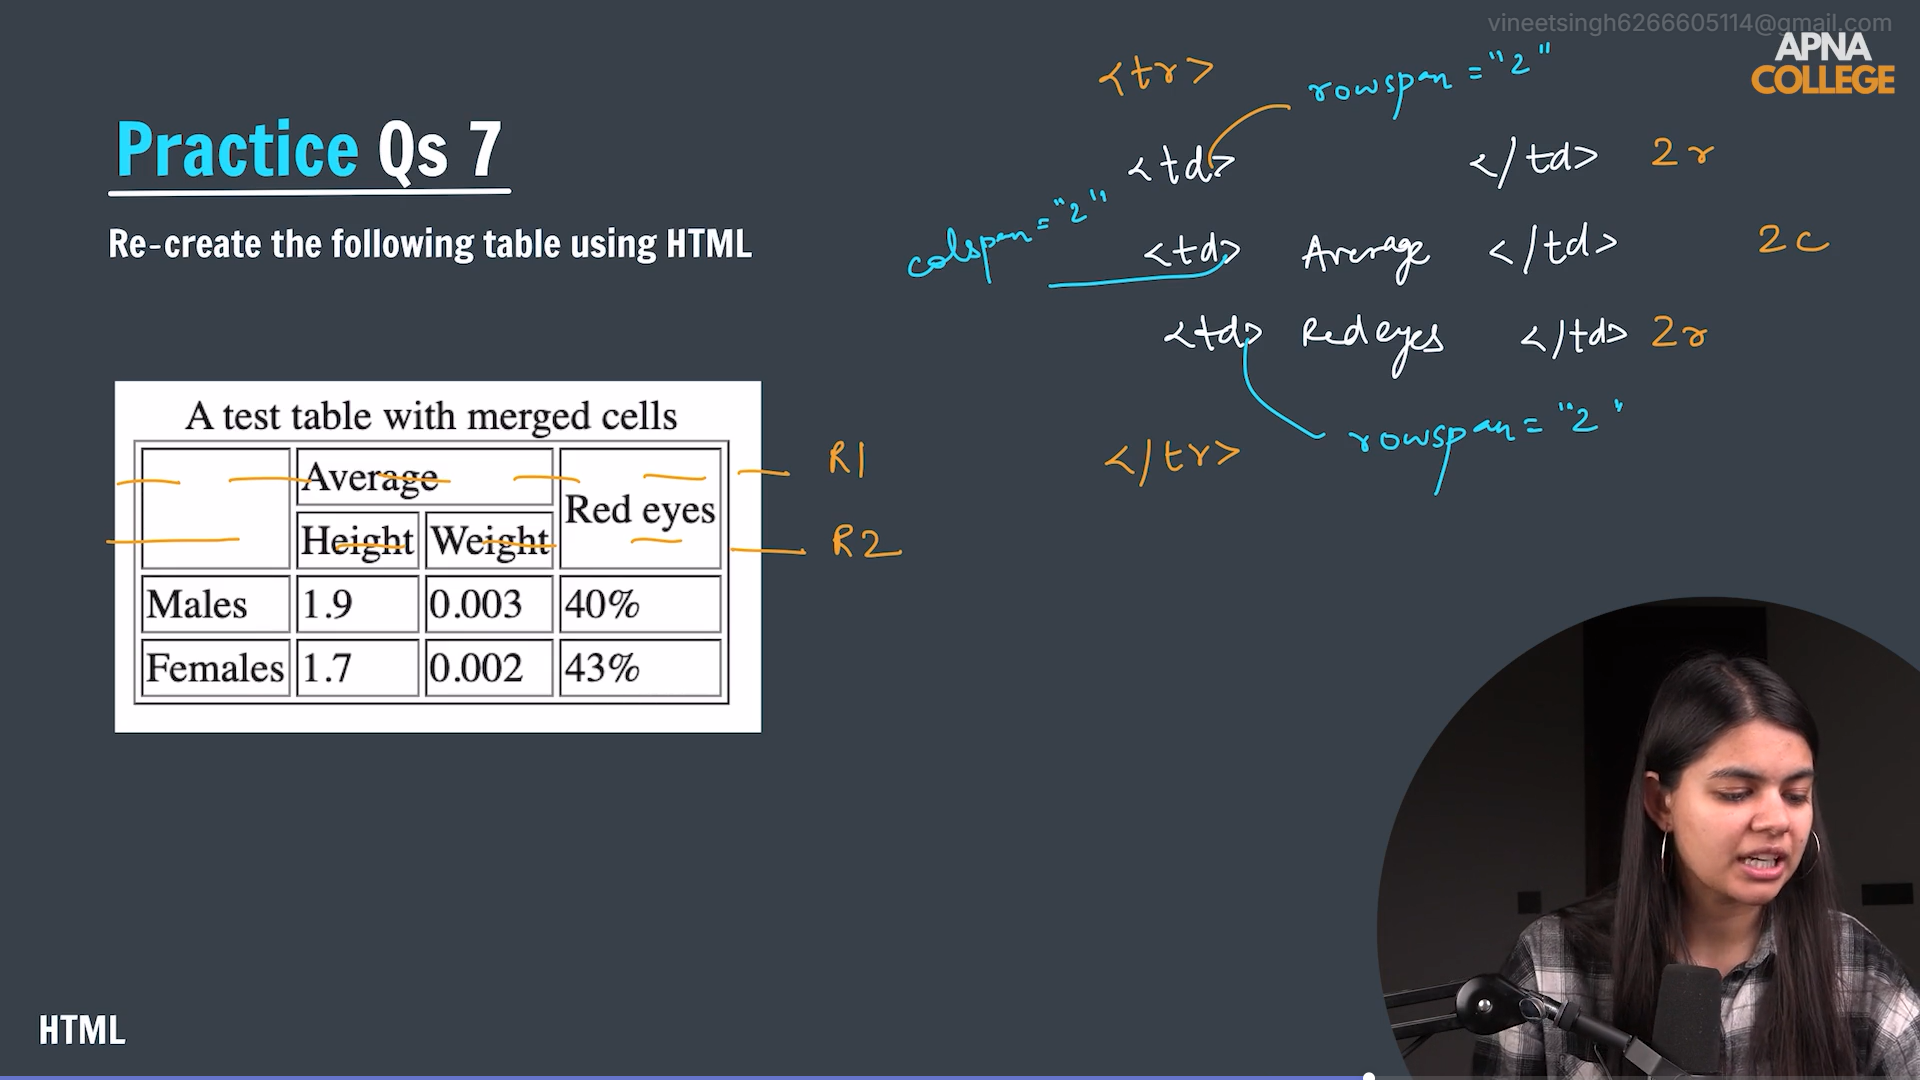 vineetsingh6266605114@gmail.com
APNA
COLLEGE
Practice Qs 7
Re-create the following table using HTML
<tr>
rowspan = "2"
<td> </td> 2r
colspan = "2"
<td> Average </td> 2c
<td> Red eyes </td> 2r
rowspan = "2"
</tr>
A test table with merged cells
Average
Red eyes
Height Weight
Males 1.9 0.003 40%
Females 1.7 0.002 43%
R1
R2
HTML